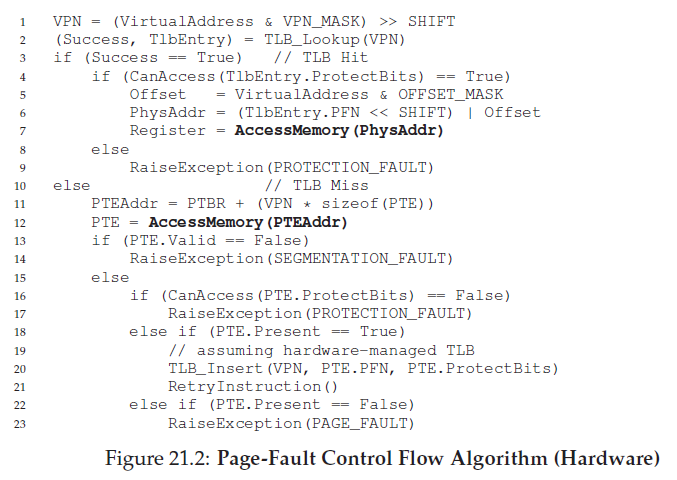 1 VPN = (VirtualAddress & VPN_MASK) >> SHIFT
2 (Success, TlbEntry) = TLB_Lookup(VPN)
3 if (Success == True) // TLB Hit
4 if (CanAccess(TlbEntry.ProtectBits) == True)
5 Offset = VirtualAddress & OFFSET_MASK
6 PhysAddr = (TlbEntry.PFN << SHIFT) | Offset
7 Register = AccessMemory(PhysAddr)
8 else
9 RaiseException(PROTECTION_FAULT)
10 else // TLB Miss
11 PTEAddr = PTBR + (VPN * sizeof(PTE))
12 PTE = AccessMemory(PTEAddr)
13 if (PTE.Valid == False)
14 RaiseException(SEGMENTATION_FAULT)
15 else
16 if (CanAccess(PTE.ProtectBits) == False)
17 RaiseException(PROTECTION_FAULT)
18 else if (PTE.Present == True)
19 // assuming hardware-managed TLB
20 TLB_Insert(VPN, PTE.PFN, PTE.ProtectBits)
21 RetryInstruction()
22 else if (PTE.Present == False)
23 RaiseException(PAGE_FAULT)
Figure 21.2: Page-Fault Control Flow Algorithm (Hardware)